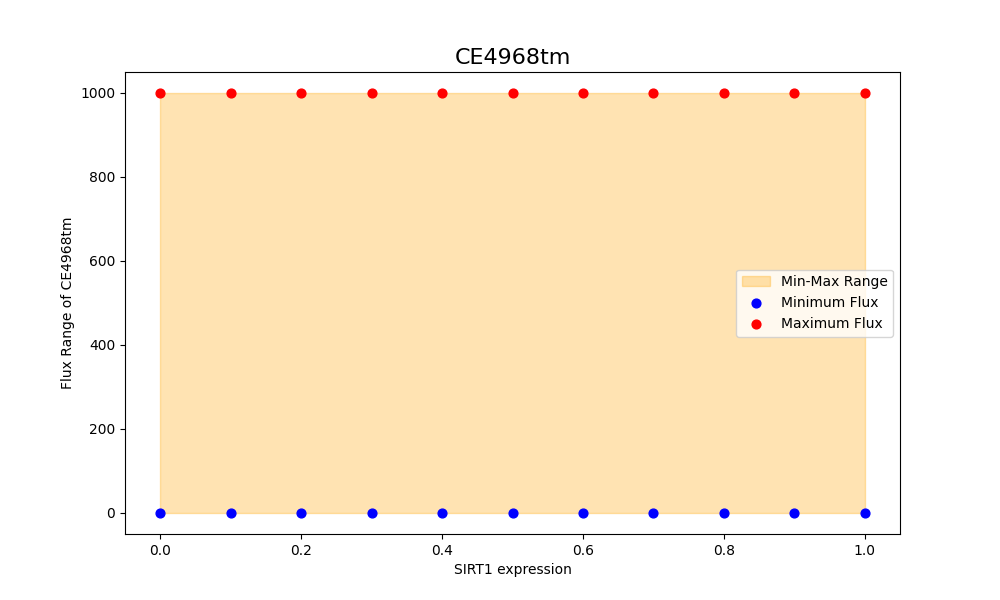 CE4968tm
1000
800
600
400
200
0
Flux Range of CE4968tm
Min-Max Range
Minimum Flux
Maximum Flux
0.0 0.2 0.4 0.6 0.8 1.0
SIRT1 expression